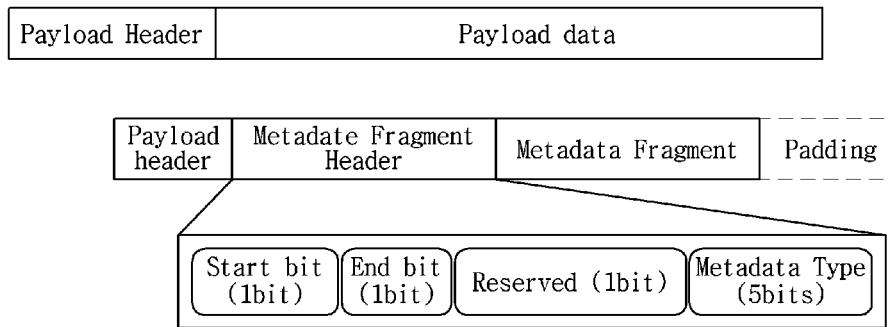 Payload Header
Payload data
Payload
header
Metadate Fragment
Header
Metadata Fragment
Padding
Start bit
(1bit)
End bit
(1bit)
Reserved (1bit)
Metadata Type
(5bits)